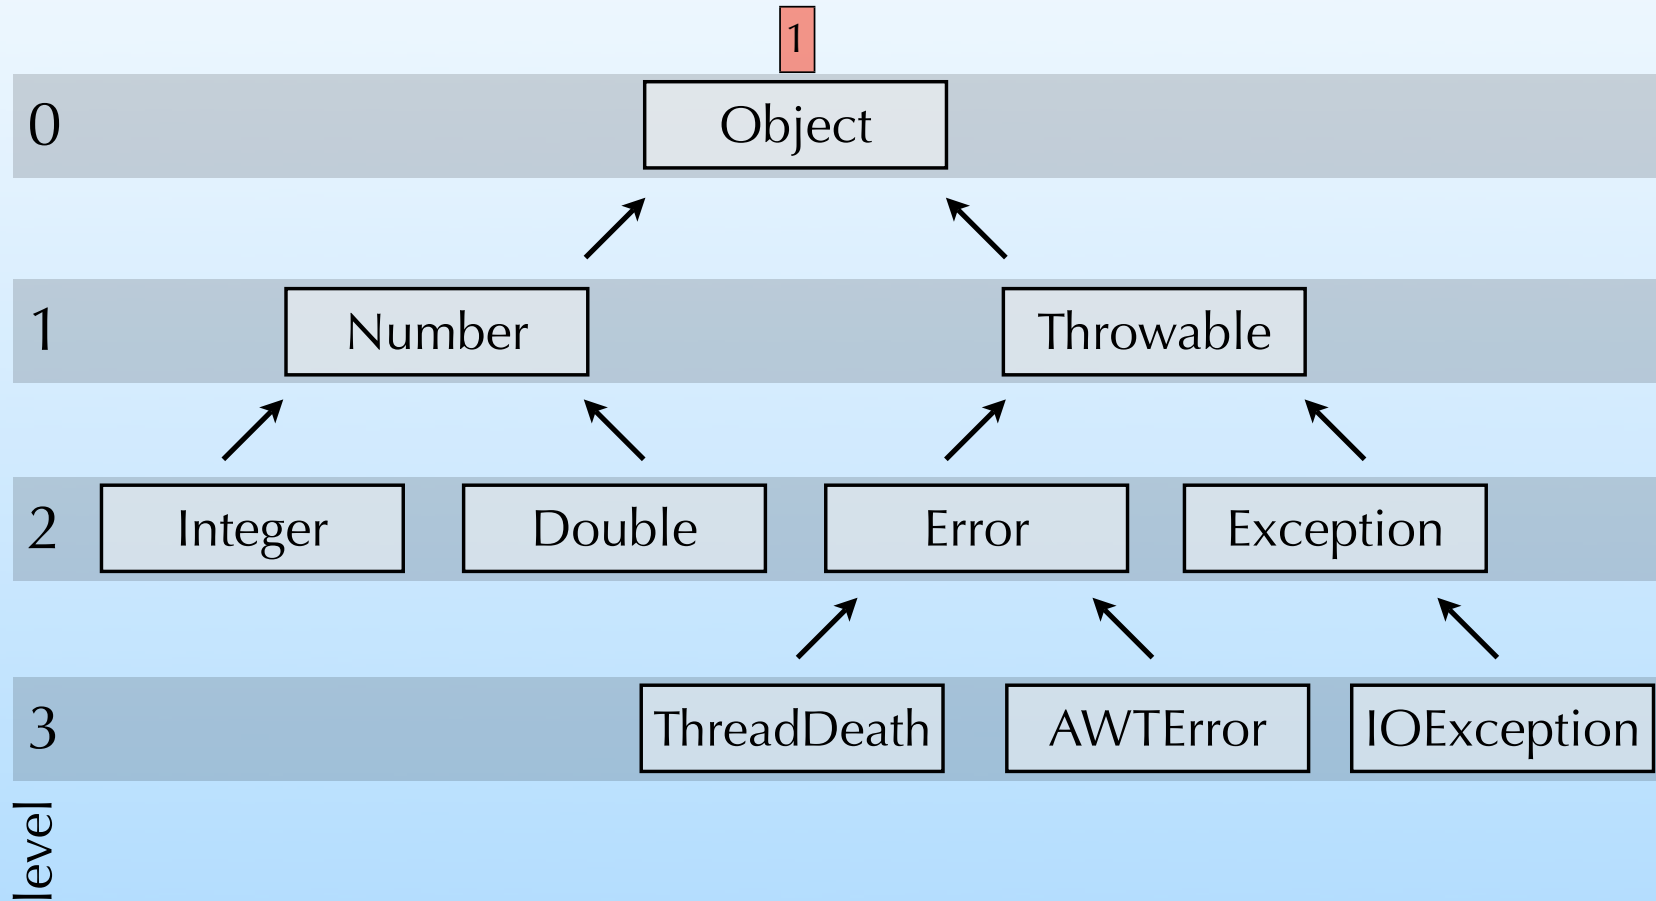 1
0 Object
1 Number Throwable
2 Integer Double Error Exception
3 ThreadDeath AWTError IOException
level